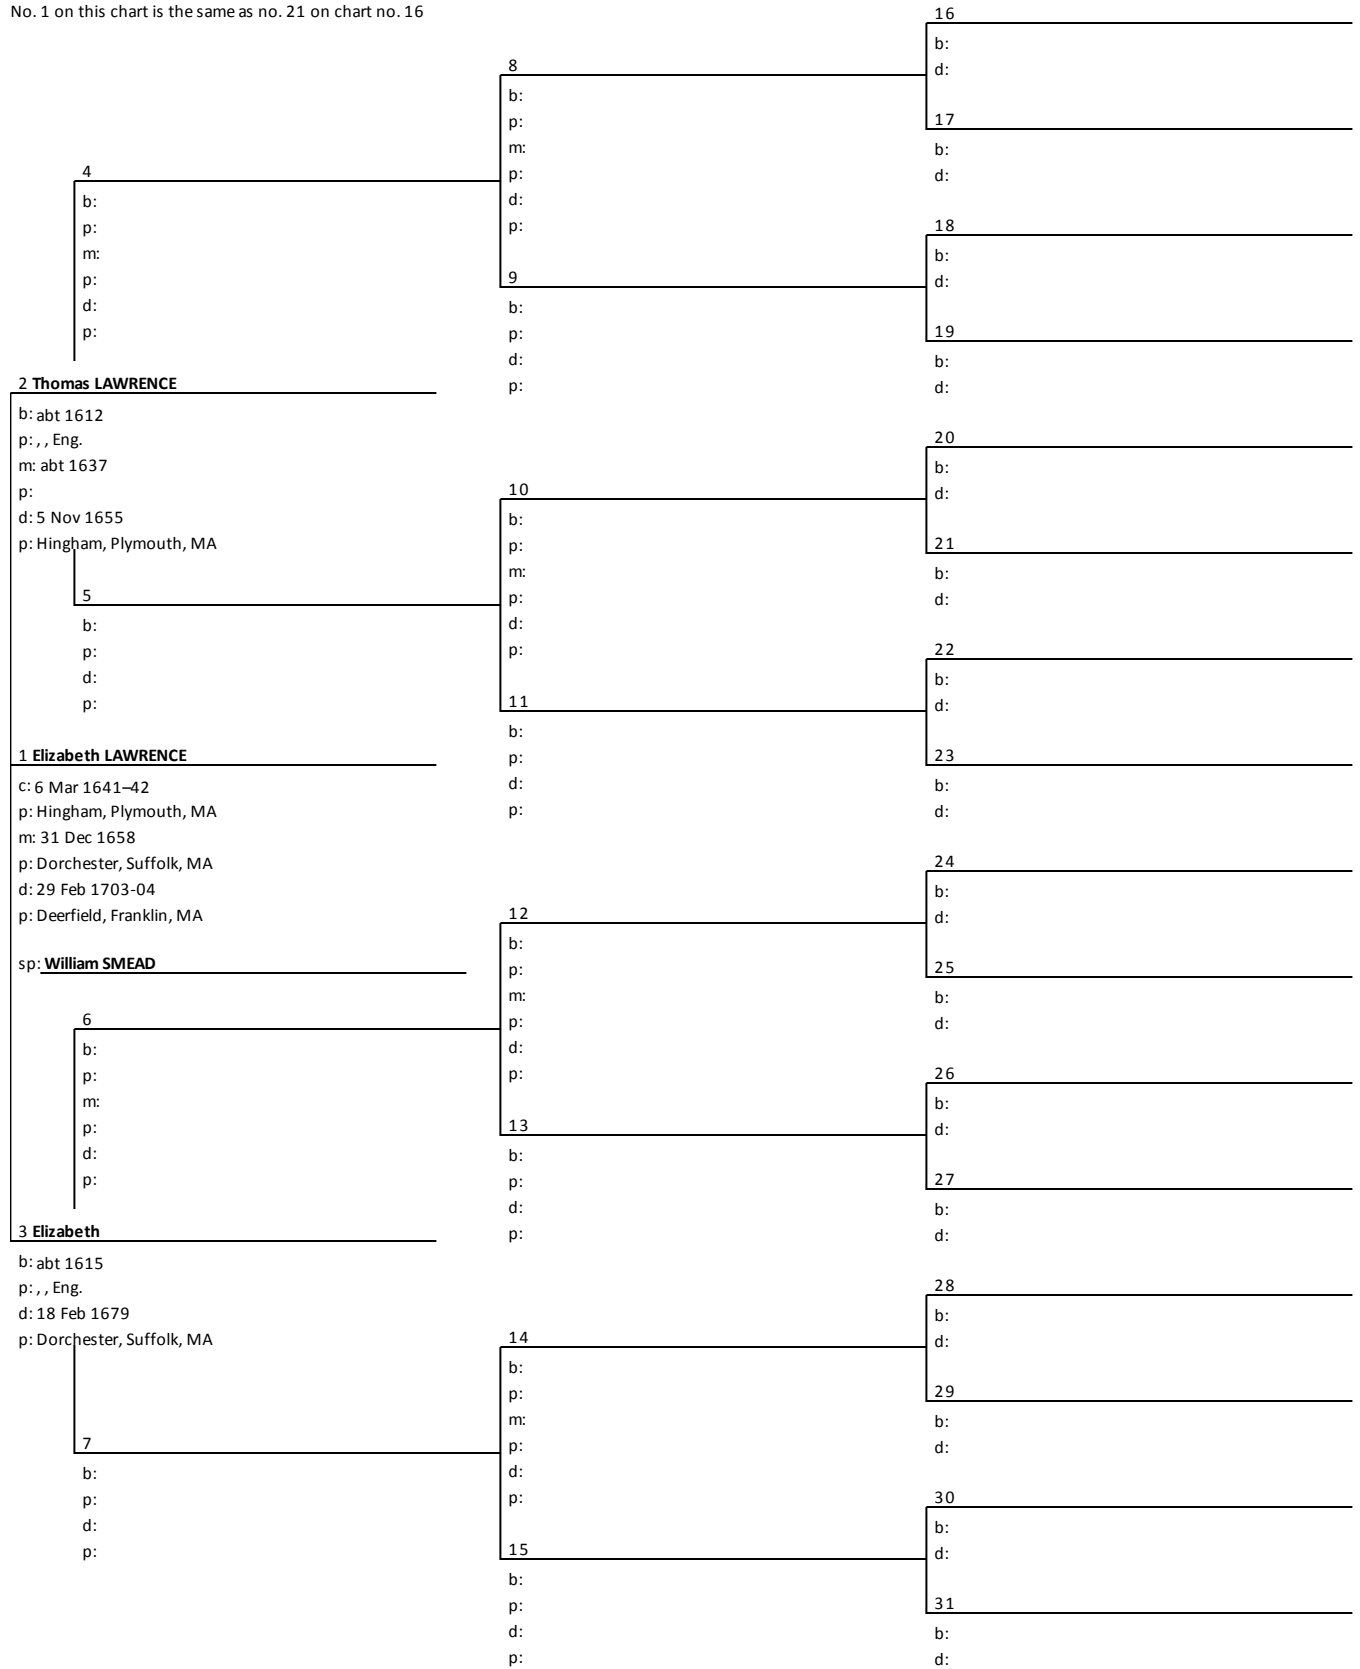 No. 1 on this chart is the same as no. 21 on chart no. 16
4
b:
p:
m:
p:
d:
p:
2 Thomas LAWRENCE
b: abt 1612
p: , , Eng.
m: abt 1637
p:
d: 5 Nov 1655
p: Hingham, Plymouth, MA
5
b:
p:
d:
p:
1 Elizabeth LAWRENCE
c: 6 Mar 1641–42
p: Hingham, Plymouth, MA
m: 31 Dec 1658
p: Dorchester, Suffolk, MA
d: 29 Feb 1703-04
p: Deerfield, Franklin, MA
sp: William SMEAD
6
b:
p:
m:
p:
d:
p:
3 Elizabeth
b: abt 1615
p: , , Eng.
d: 18 Feb 1679
p: Dorchester, Suffolk, MA
7
b:
p:
d:
p:
8
b:
p:
m:
p:
d:
p:
9
b:
p:
d:
p:
10
b:
p:
m:
p:
d:
p:
11
b:
p:
d:
p:
12
b:
p:
m:
p:
d:
p:
13
b:
p:
d:
p:
14
b:
p:
m:
p:
d:
p:
15
b:
p:
d:
p:
16
b:
d:
17
b:
d:
18
b:
d:
19
b:
d:
20
b:
d:
21
b:
d:
22
b:
d:
23
b:
d:
24
b:
d:
25
b:
d:
26
b:
d:
27
b:
d:
28
b:
d:
29
b:
d:
30
b:
d:
31
b:
d: